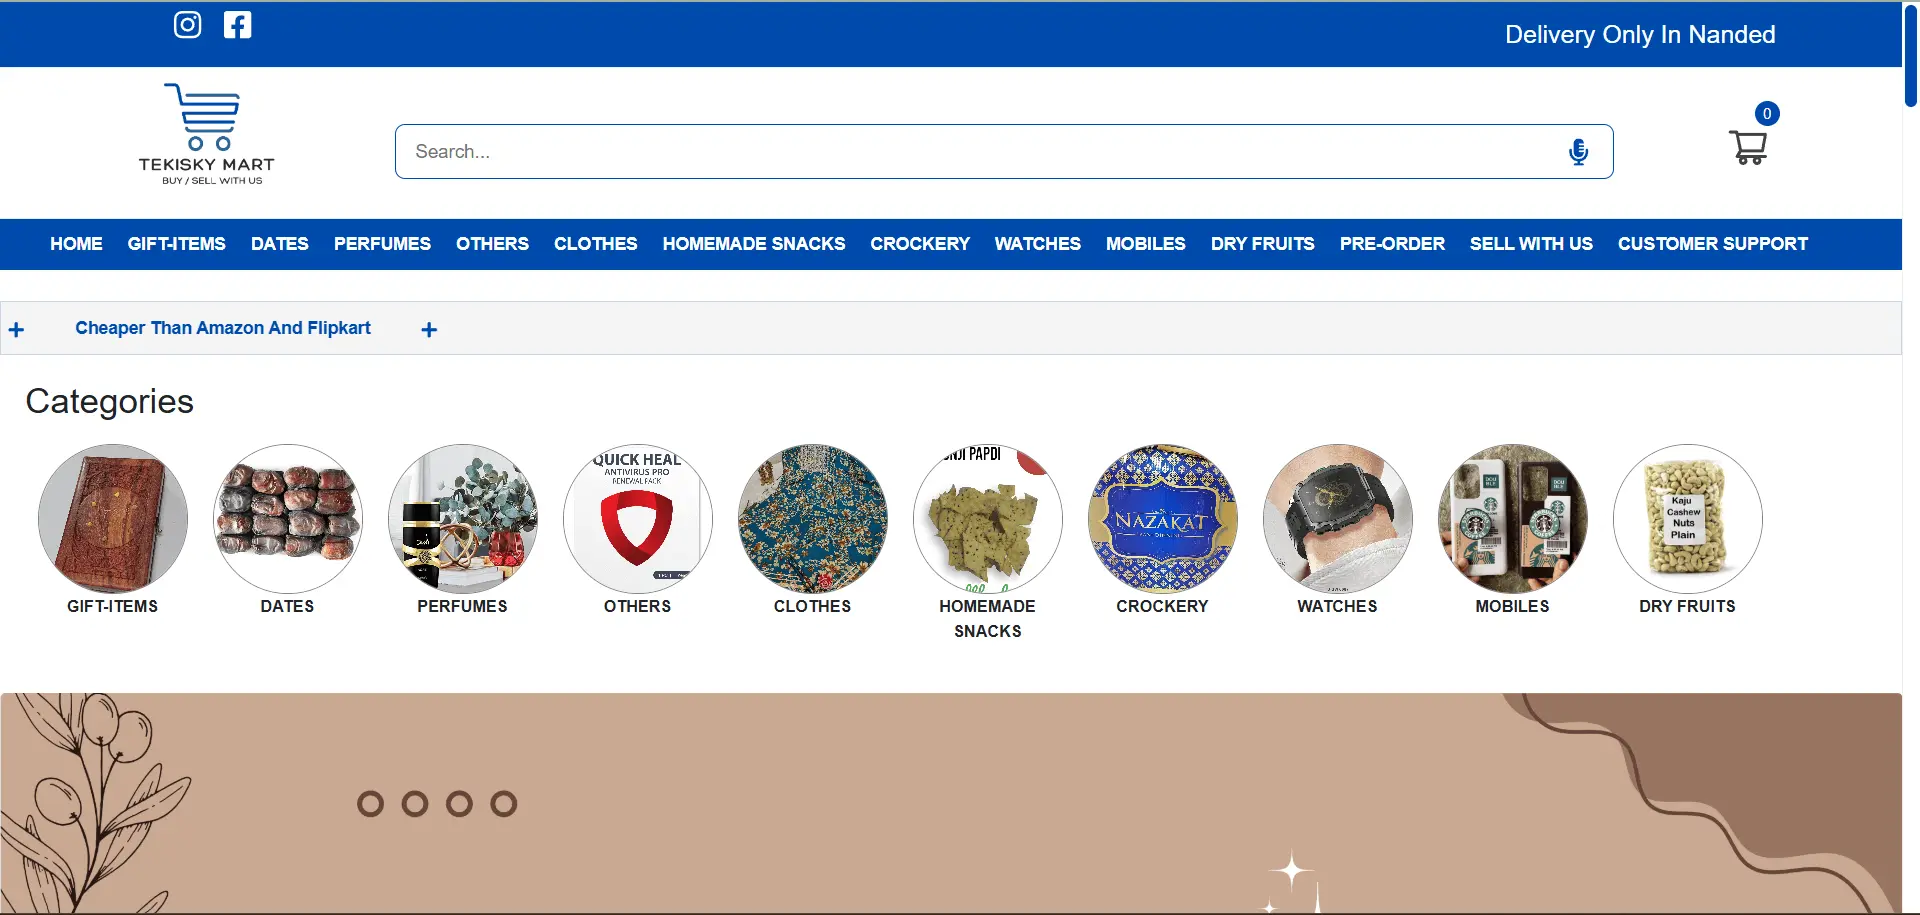 Delivery Only In Nanded
TEKISKY MART
BUY / SELL WITH US
Search...
0
HOME GIFT-ITEMS DATES PERFUMES OTHERS CLOTHES HOMEMADE SNACKS CROCKERY WATCHES MOBILES DRY FRUITS PRE-ORDER SELL WITH US CUSTOMER SUPPORT
+ Cheaper Than Amazon And Flipkart +
Categories
QUICK HEAL
ANTIVIRUS PRO
RENEWAL PACK
PAPDI
NAZAKAT
Kaju
Cashew
Nuts
Plain
GIFT-ITEMS DATES PERFUMES OTHERS CLOTHES HOMEMADE SNACKS CROCKERY WATCHES MOBILES DRY FRUITS